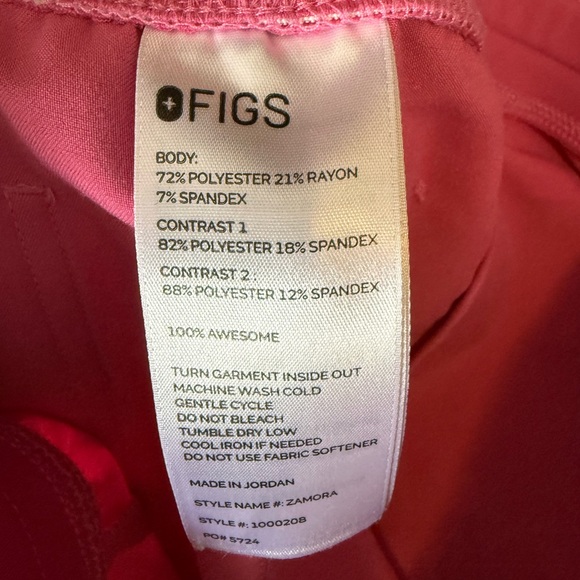 FIGS
BODY:
72% POLYESTER 21% RAYON
7% SPANDEX
CONTRAST 1
82% POLYESTER 18% SPANDEX
CONTRAST 2 :
88% POLYESTER 12% SPANDEX
100% AWESOME
TURN GARMENT INSIDE OUT
MACHINE WASH COLD
GENTLE CYCLE
DO NOT BLEACH
TUMBLE DRY LOW
COOL IRON IF NEEDED
DO NOT USE FABRIC SOFTENER
MADE IN JORDAN
STYLE NAME #: ZAMORA
STYLE #: 100020B
PO# 5724